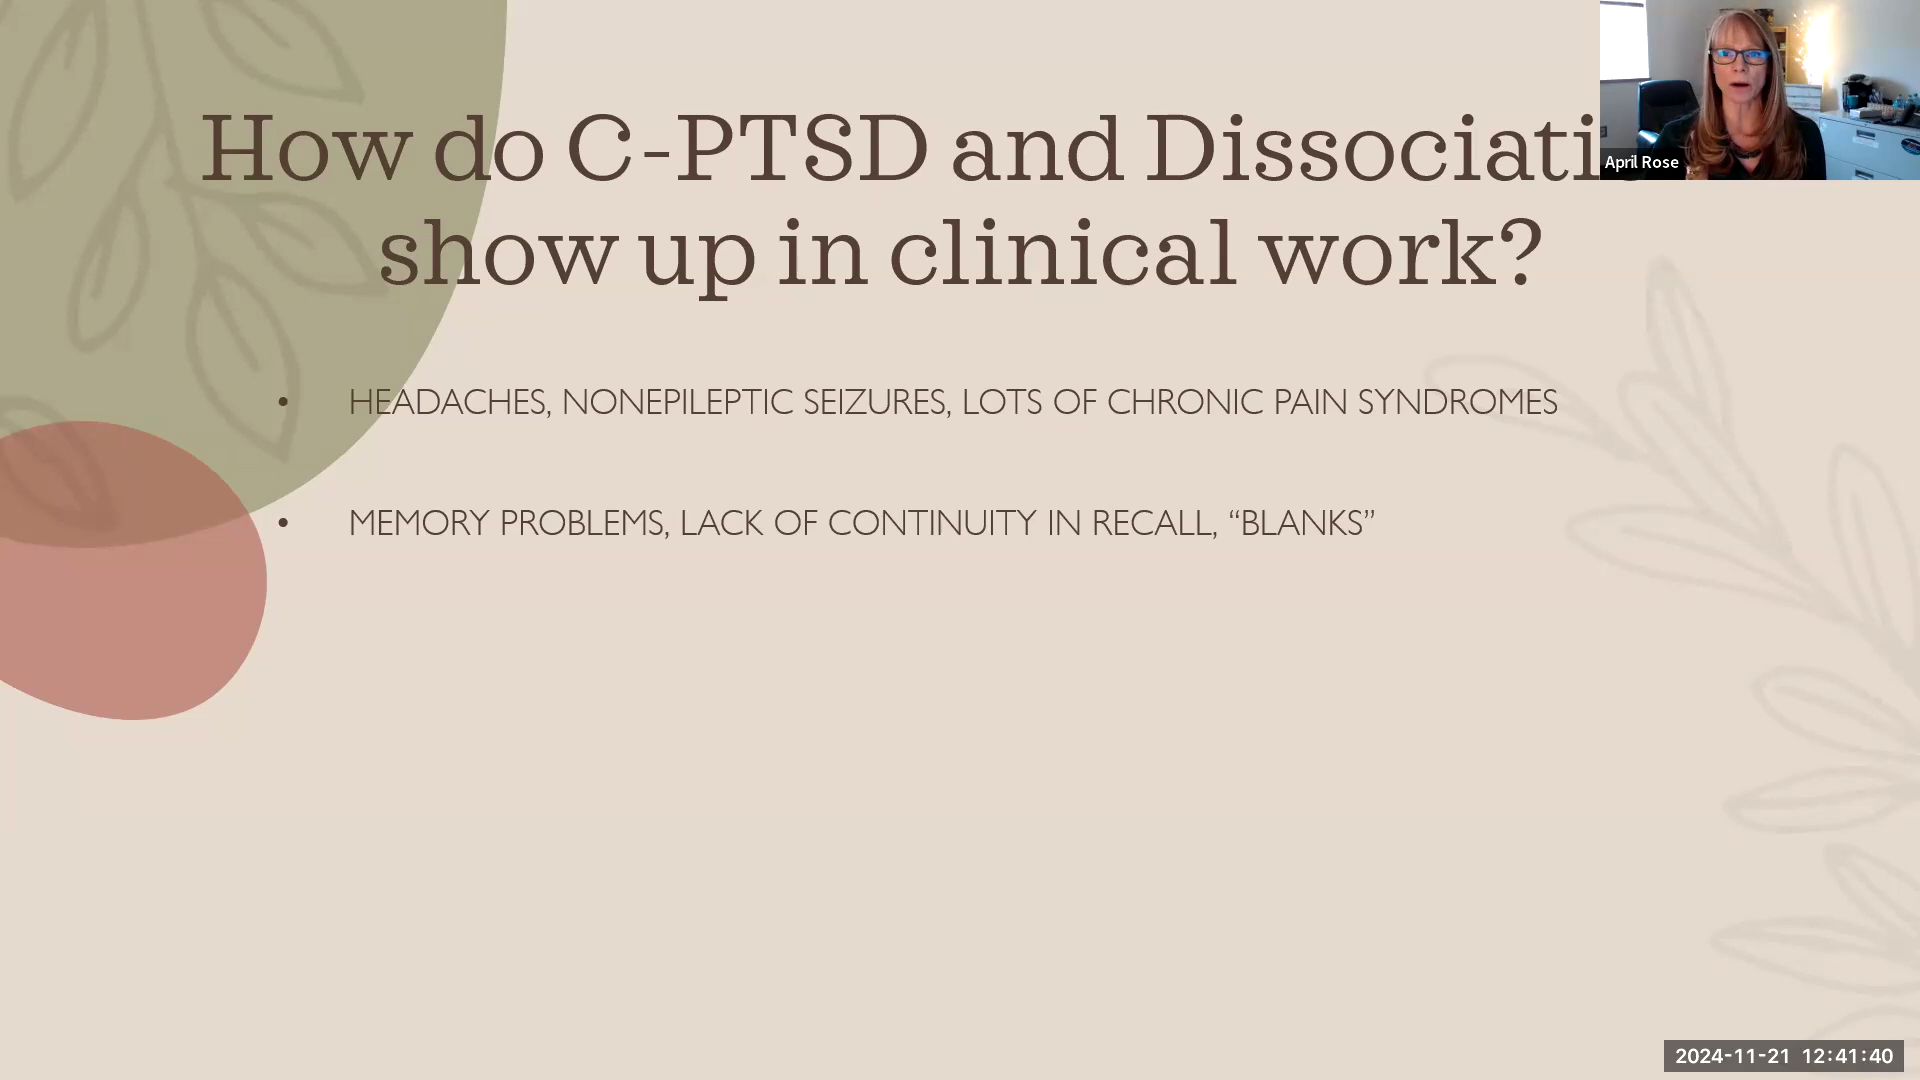 How do C-PTSD and Dissociati
show up in clinical work?
• HEADACHES, NONEPILEPTIC SEIZURES, LOTS OF CHRONIC PAIN SYNDROMES
• MEMORY PROBLEMS, LACK OF CONTINUITY IN RECALL, “BLANKS”
April Rose
2024-11-21 12:41:40